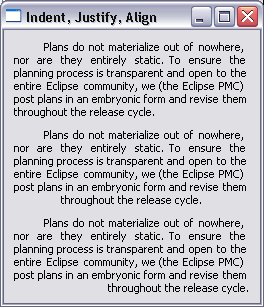 Indent, Justify, Align
Plans do not materialize out of nowhere,
nor are they entirely static. To ensure the
planning process is transparent and open to the
entire Eclipse community, we (the Eclipse PMC)
post plans in an embryonic form and revise them
throughout the release cycle.
Plans do not materialize out of nowhere,
nor are they entirely static. To ensure the
planning process is transparent and open to the
entire Eclipse community, we (the Eclipse PMC)
post plans in an embryonic form and revise them
throughout the release cycle.
Plans do not materialize out of nowhere,
nor are they entirely static. To ensure the
planning process is transparent and open to the
entire Eclipse community, we (the Eclipse PMC)
post plans in an embryonic form and revise them
throughout the release cycle.